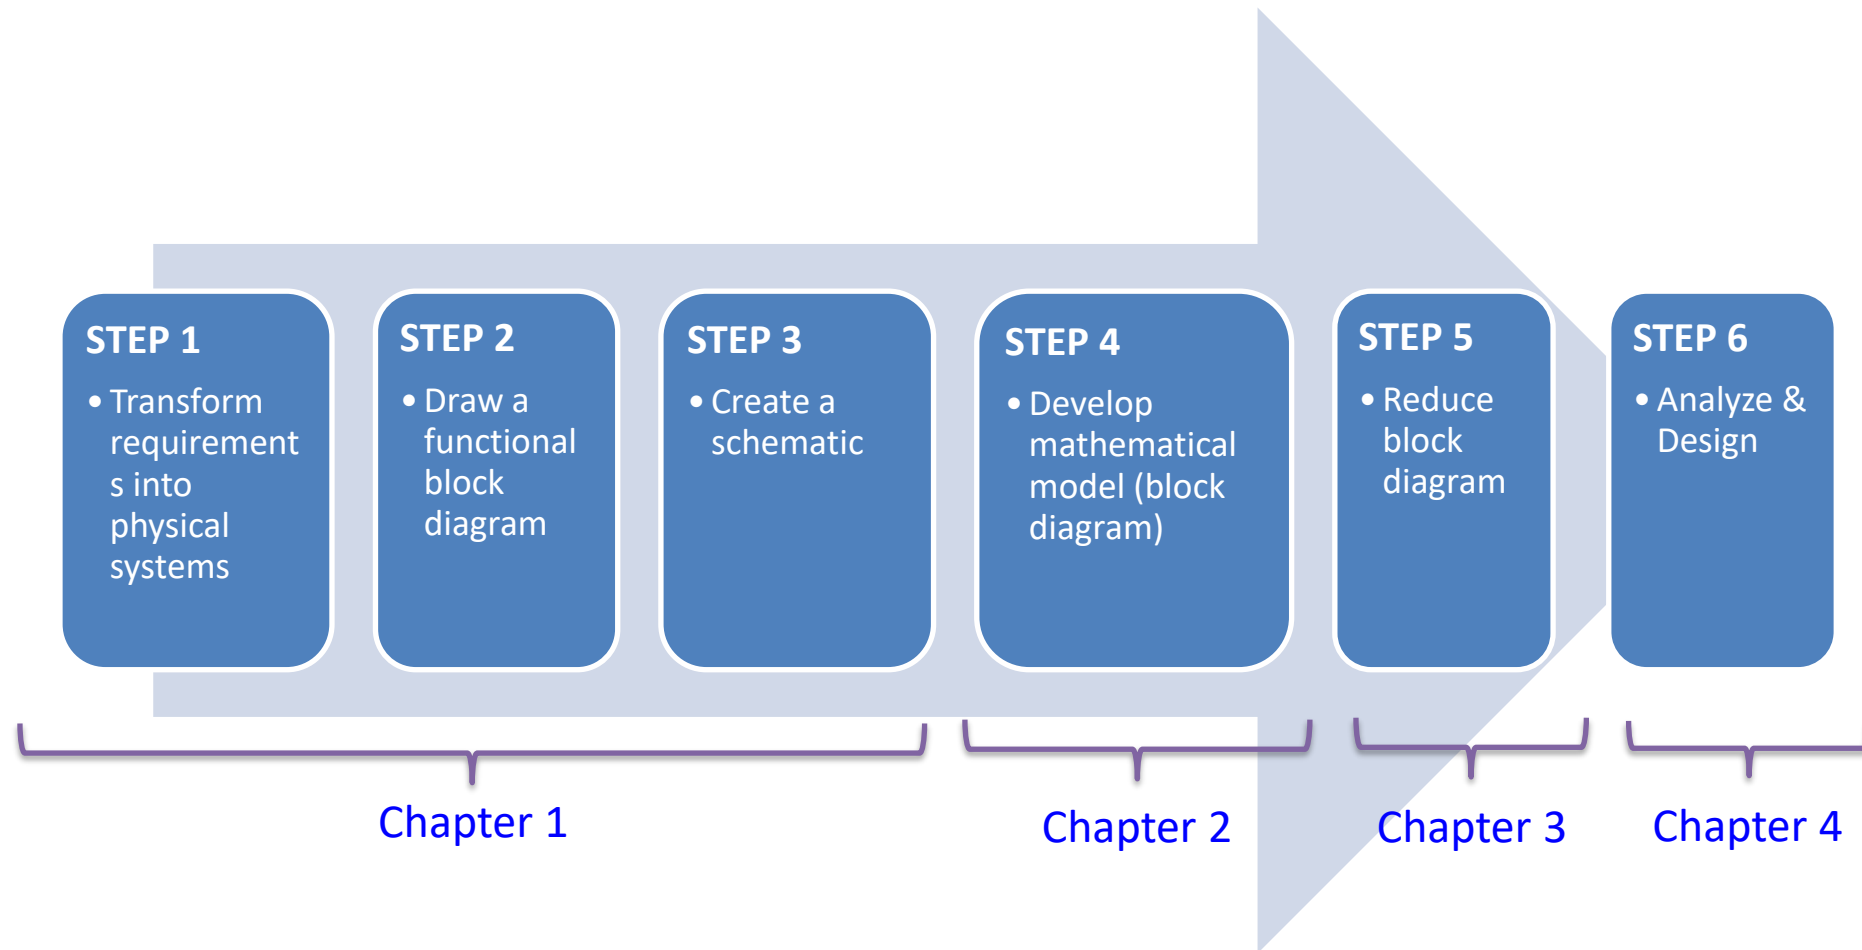 STEP 1
• Transform
requirement
s into
physical
systems
STEP 2
• Draw a
functional
block
diagram
STEP 3
• Create a
schematic
STEP 4
• Develop
mathematical
model (block
diagram)
STEP 5
• Reduce
block
diagram
STEP 6
• Analyze &
Design
Chapter 1
Chapter 2
Chapter 3
Chapter 4